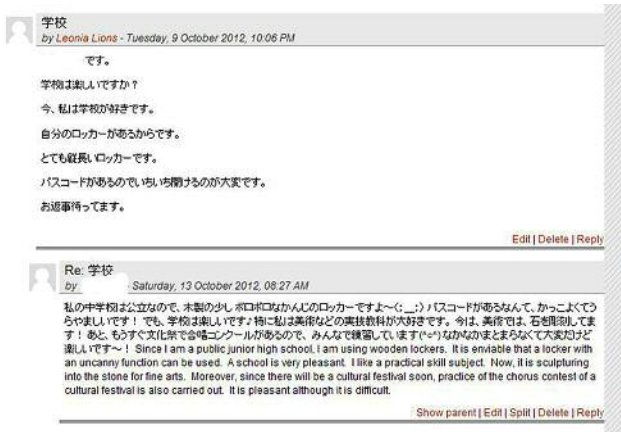 学校
by Leonia Lions - Tuesday, 9 October 2012, 10:06 PM
です。
学校は楽しいですか？
今、私は学校が好きです。
自分のロッカーがあるからです。
とても縦長いロッカーです。
パスコードがあるのでいちいち開けるのが大変です。
お返事待ってます。
Edit | Delete | Reply
Re: 学校
by - Saturday, 13 October 2012, 08:27 AM
私の中学校は公立なので、木製の少しボロボロなかんじのロッカーですよ～(;__;) パスコードがあるなんて、かっこよくてう
らやましいです！ でも、学校は楽しいです♪特に私は美術などの実技教科が大好きです。今は、美術では、石を彫刻してま
す！あと、もうすぐ文化祭で合唱コンクールがあるので、みんなで練習しています(^=^)なかなかまとまらなくて大変だけど
楽しいです～！ Since I am a public junior high school, I am using wooden lockers. It is enviable that a locker with
an uncanny function can be used. A school is very pleasant. I like a practical skill subject. Now, it is sculpturing
into the stone for fine arts. Moreover, since there will be a cultural festival soon, practice of the chorus contest of a
cultural festival is also carried out. It is pleasant although it is difficult.
Show parent | Edit | Split | Delete | Reply